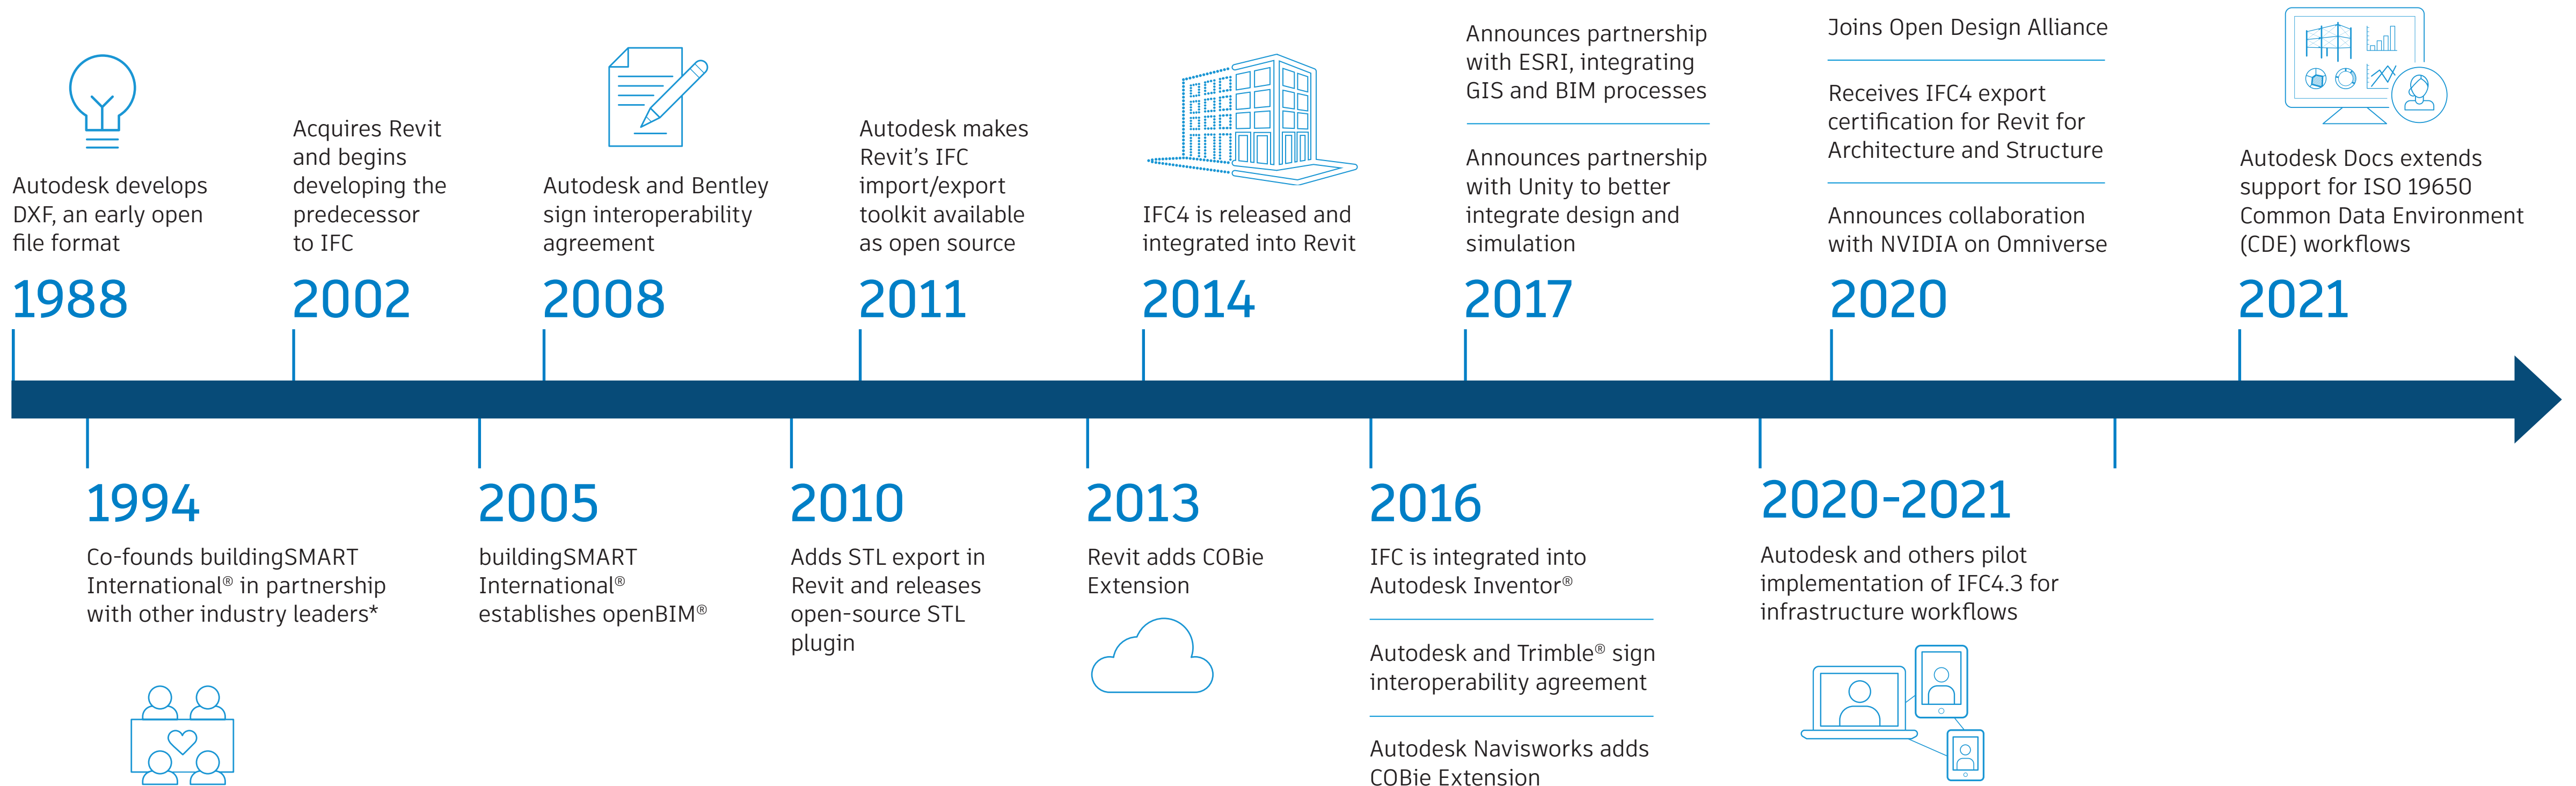 Autodesk develops
DXF, an early open
file format
1988
Acquires Revit
and begins
developing the
predecessor
to IFC
2002
Autodesk and Bentley
sign interoperability
agreement
2008
Autodesk makes
Revit’s IFC
import/export
toolkit available
as open source
2011
IFC4 is released and
integrated into Revit
2014
Announces partnership
with ESRI, integrating
GIS and BIM processes
Announces partnership
with Unity to better
integrate design and
simulation
2017
Joins Open Design Alliance
Receives IFC4 export
certification for Revit for
Architecture and Structure
Announces collaboration
with NVIDIA on Omniverse
2020
Autodesk Docs extends
support for ISO 19650
Common Data Environment
(CDE) workflows
2021
1994
Co-founds buildingSMART
International® in partnership
with other industry leaders*
2005
buildingSMART
International®
establishes openBIM®
2010
Adds STL export in
Revit and releases
open-source STL
plugin
2013
Revit adds COBie
Extension
2016
IFC is integrated into
Autodesk Inventor®
Autodesk and Trimble® sign
interoperability agreement
Autodesk Navisworks adds
COBie Extension
2020-2021
Autodesk and others pilot
implementation of IFC4.3 for
infrastructure workflows